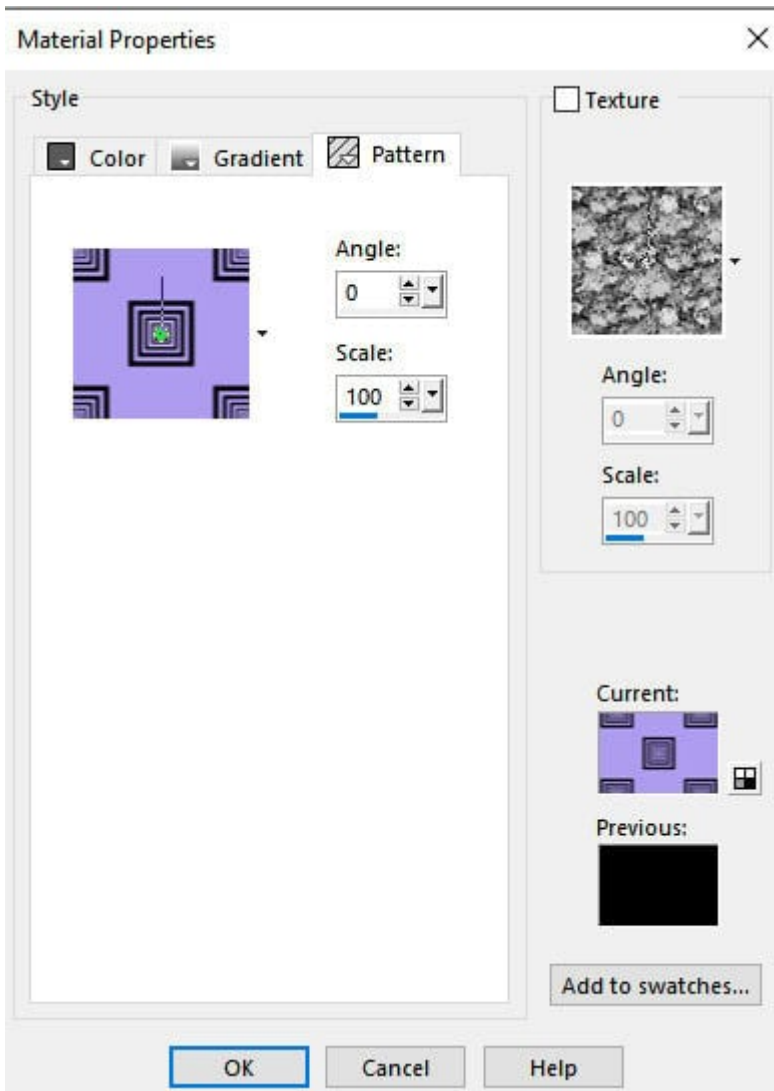 Material Properties
Style
Color
Gradient
Pattern
Angle:
0
Scale:
100
Texture
Angle:
0
Scale:
100
Current:
Previous:
Add to swatches...
OK
Cancel
Help